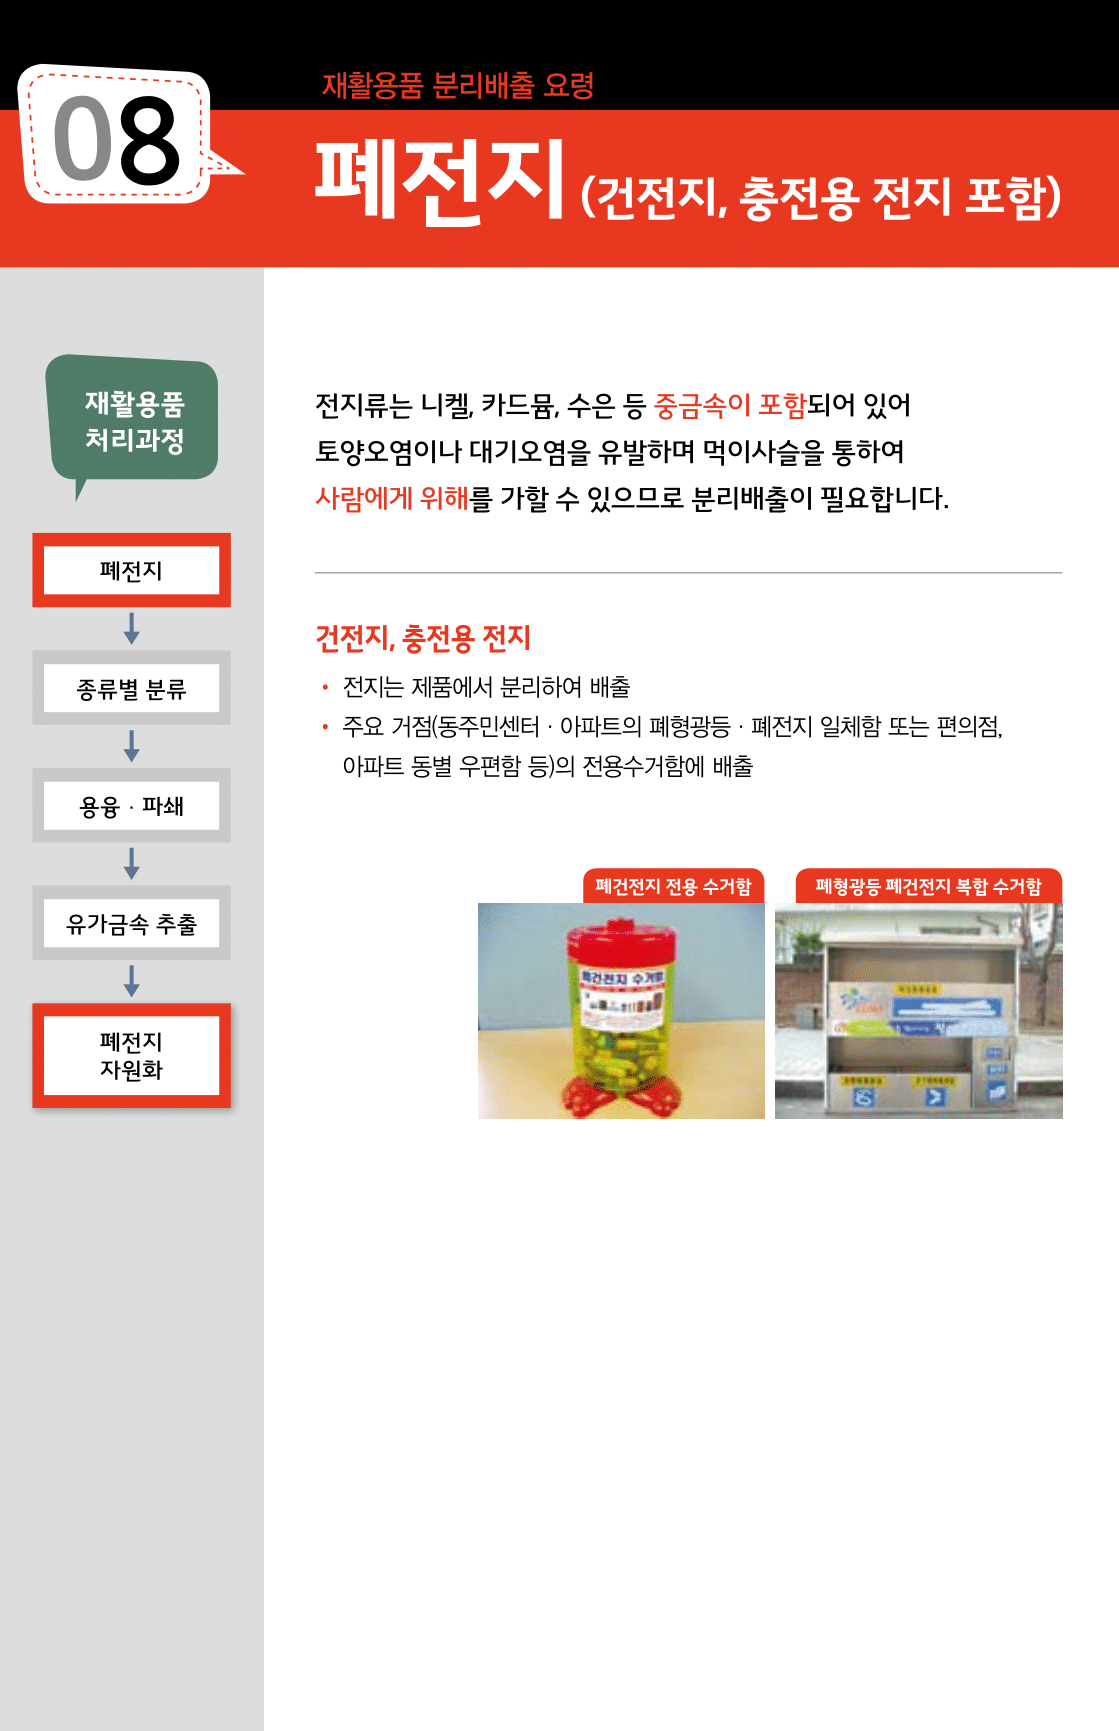 08
재활용품 분리배출 요령
폐전지 (건전지, 충전용 전지 포함)
재활용품
처리과정
폐전지
종류별 분류
용융 · 파쇄
유가금속 추출
폐전지
자원화
전지류는 니켈, 카드뮴, 수은 등 중금속이 포함되어 있어
토양오염이나 대기오염을 유발하며 먹이사슬을 통하여
사람에게 위해를 가할 수 있으므로 분리배출이 필요합니다.
건전지, 충전용 전지
• 전지는 제품에서 분리하여 배출
• 주요 거점(동주민센터 · 아파트의 폐형광등 · 폐전지 일체함 또는 편의점,
아파트 동별 우편함 등)의 전용수거함에 배출
폐건전지 전용 수거함
폐형광등 폐건전지 복합 수거함
폐건전지 수거함